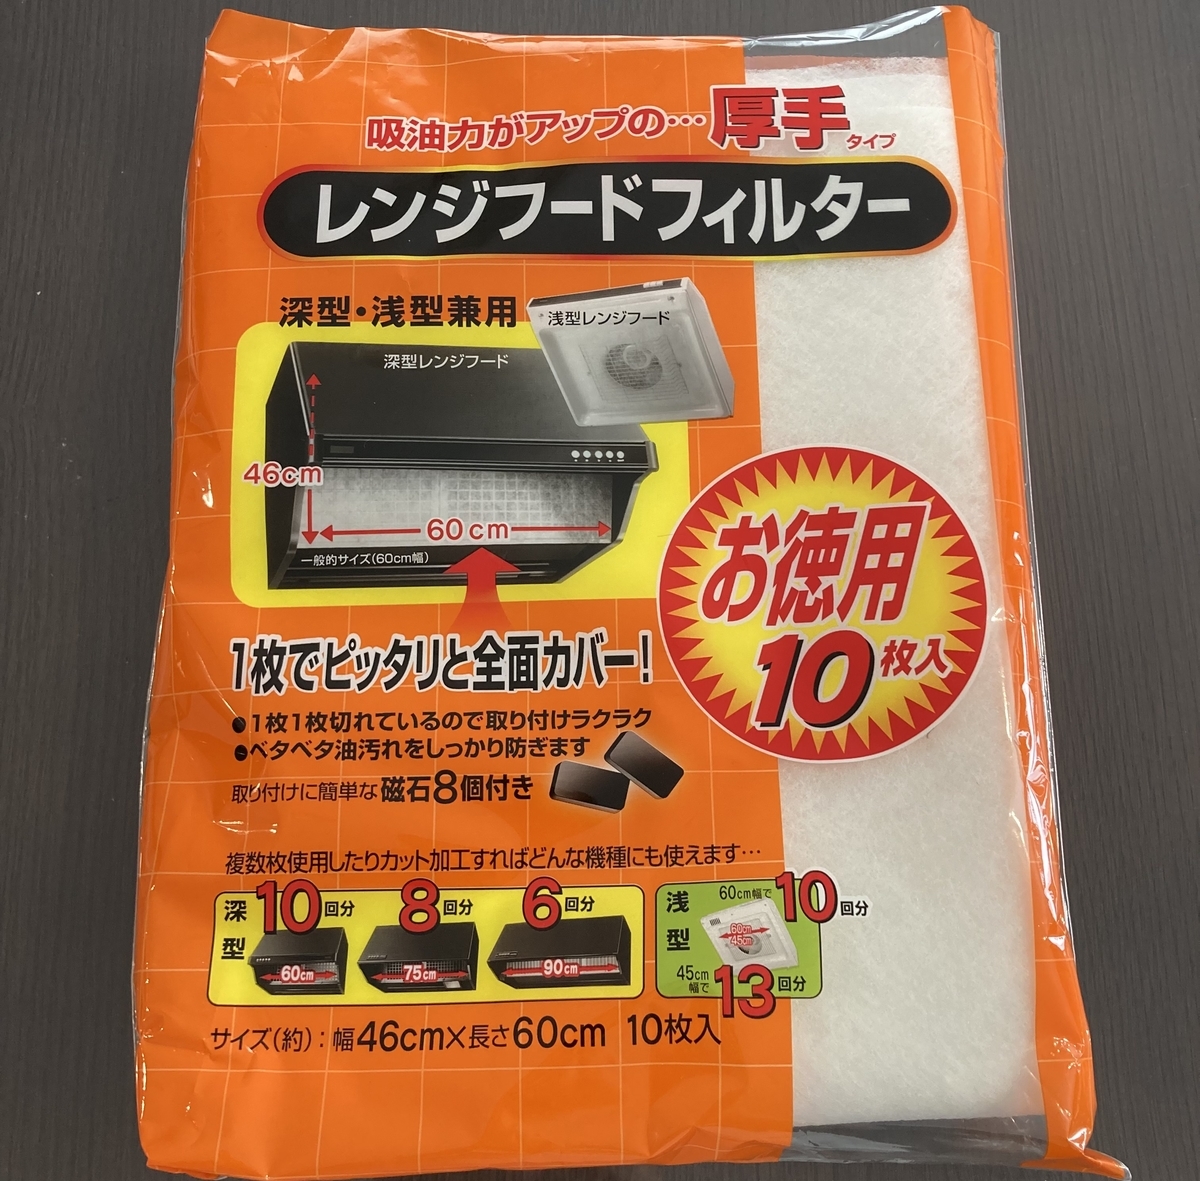 吸油力がアップの…厚手タイプ
レンジフードフィルター
深型・浅型兼用
浅型レンジフード
深型レンジフード
46cm
60cm
一般的サイズ(60cm幅)
お徳用
10枚入
1枚でピッタリと全面カバー!
●1枚1枚切れているので取り付けラクラク
●ベタベタ油汚れをしっかり防ぎます
取り付けに簡単な磁石8個付き
複数枚使用したりカット加工すればどんな機種にも使えます…
深型
10回分
60cm
8回分
75cm
6回分
90cm
浅型
60cm幅で
10回分
60cm
45cm
45cm幅で
13回分
サイズ(約):幅46cm×長さ60cm 10枚入